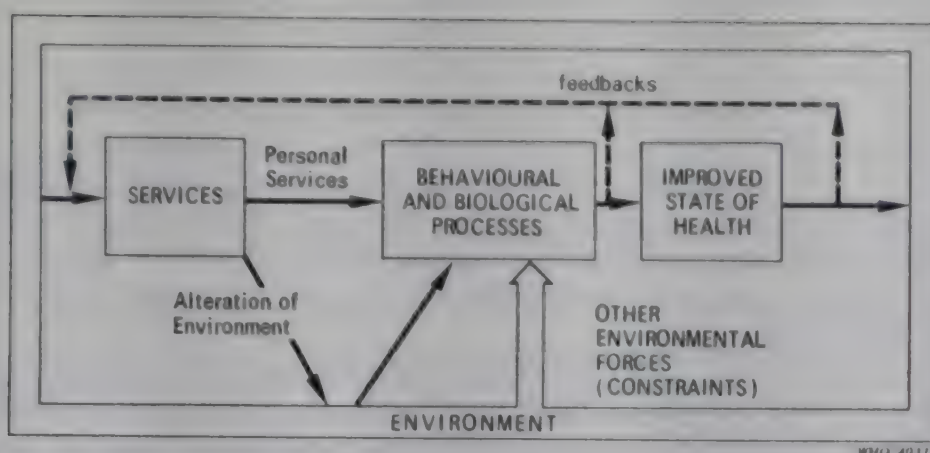 feedbacks
SERVICES
Personal
Services
BEHAVIOURAL
AND BIOLOGICAL
PROCESSES
IMPROVED
STATE OF
HEALTH
Alteration of
Environment
OTHER
ENVIRONMENTAL
FORCES
(CONSTRAINTS)
ENVIRONMENT
WHO